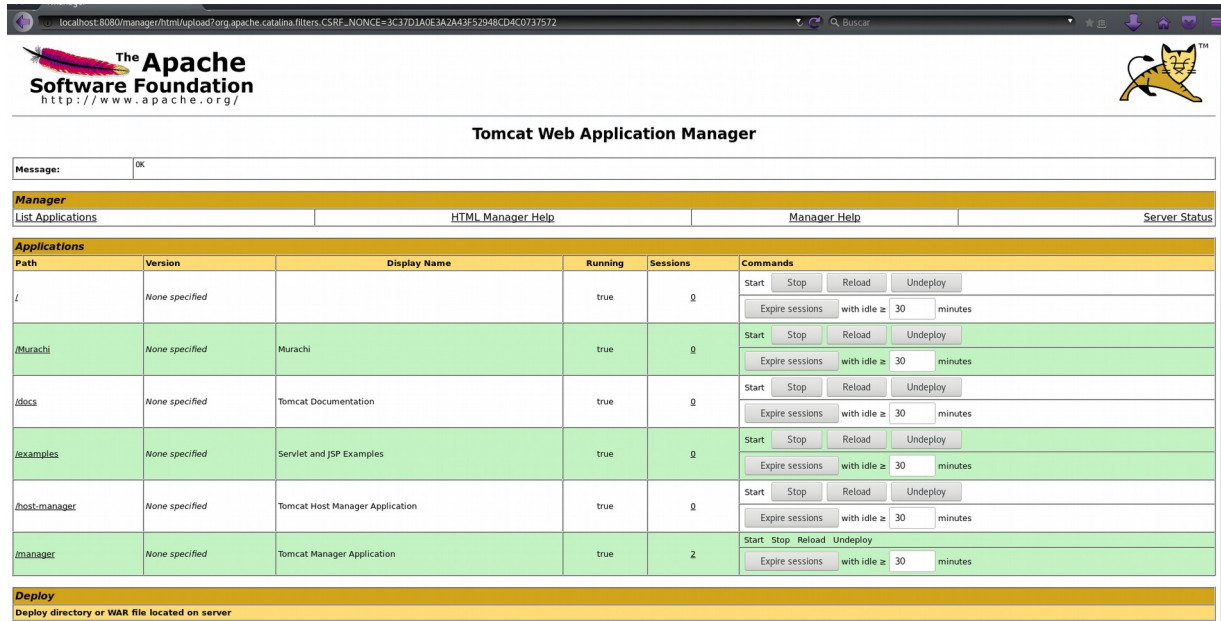 localhost:8080/manager/html/upload?org.apache.catalina.filters.CSRF_NONCE=3C37D1A0E3A2A43F52948CD4C0737572
Buscar
The Apache
Software Foundation
http://www.apache.org/
TM
Tomcat Web Application Manager
Message: OK
Manager
List Applications HTML Manager Help Manager Help Server Status
Applications
Path Version Display Name Running Sessions Commands
/ None specified true 0 Start Stop Reload Undeploy
Expire sessions with idle ≥ 30 minutes
/Murachi None specified Murachi true 0 Start Stop Reload Undeploy
Expire sessions with idle ≥ 30 minutes
/docs None specified Tomcat Documentation true 0 Start Stop Reload Undeploy
Expire sessions with idle ≥ 30 minutes
/examples None specified Servlet and JSP Examples true 0 Start Stop Reload Undeploy
Expire sessions with idle ≥ 30 minutes
/host-manager None specified Tomcat Host Manager Application true 0 Start Stop Reload Undeploy
Expire sessions with idle ≥ 30 minutes
/manager None specified Tomcat Manager Application true 2 Start Stop Reload Undeploy
Expire sessions with idle ≥ 30 minutes
Deploy
Deploy directory or WAR file located on server